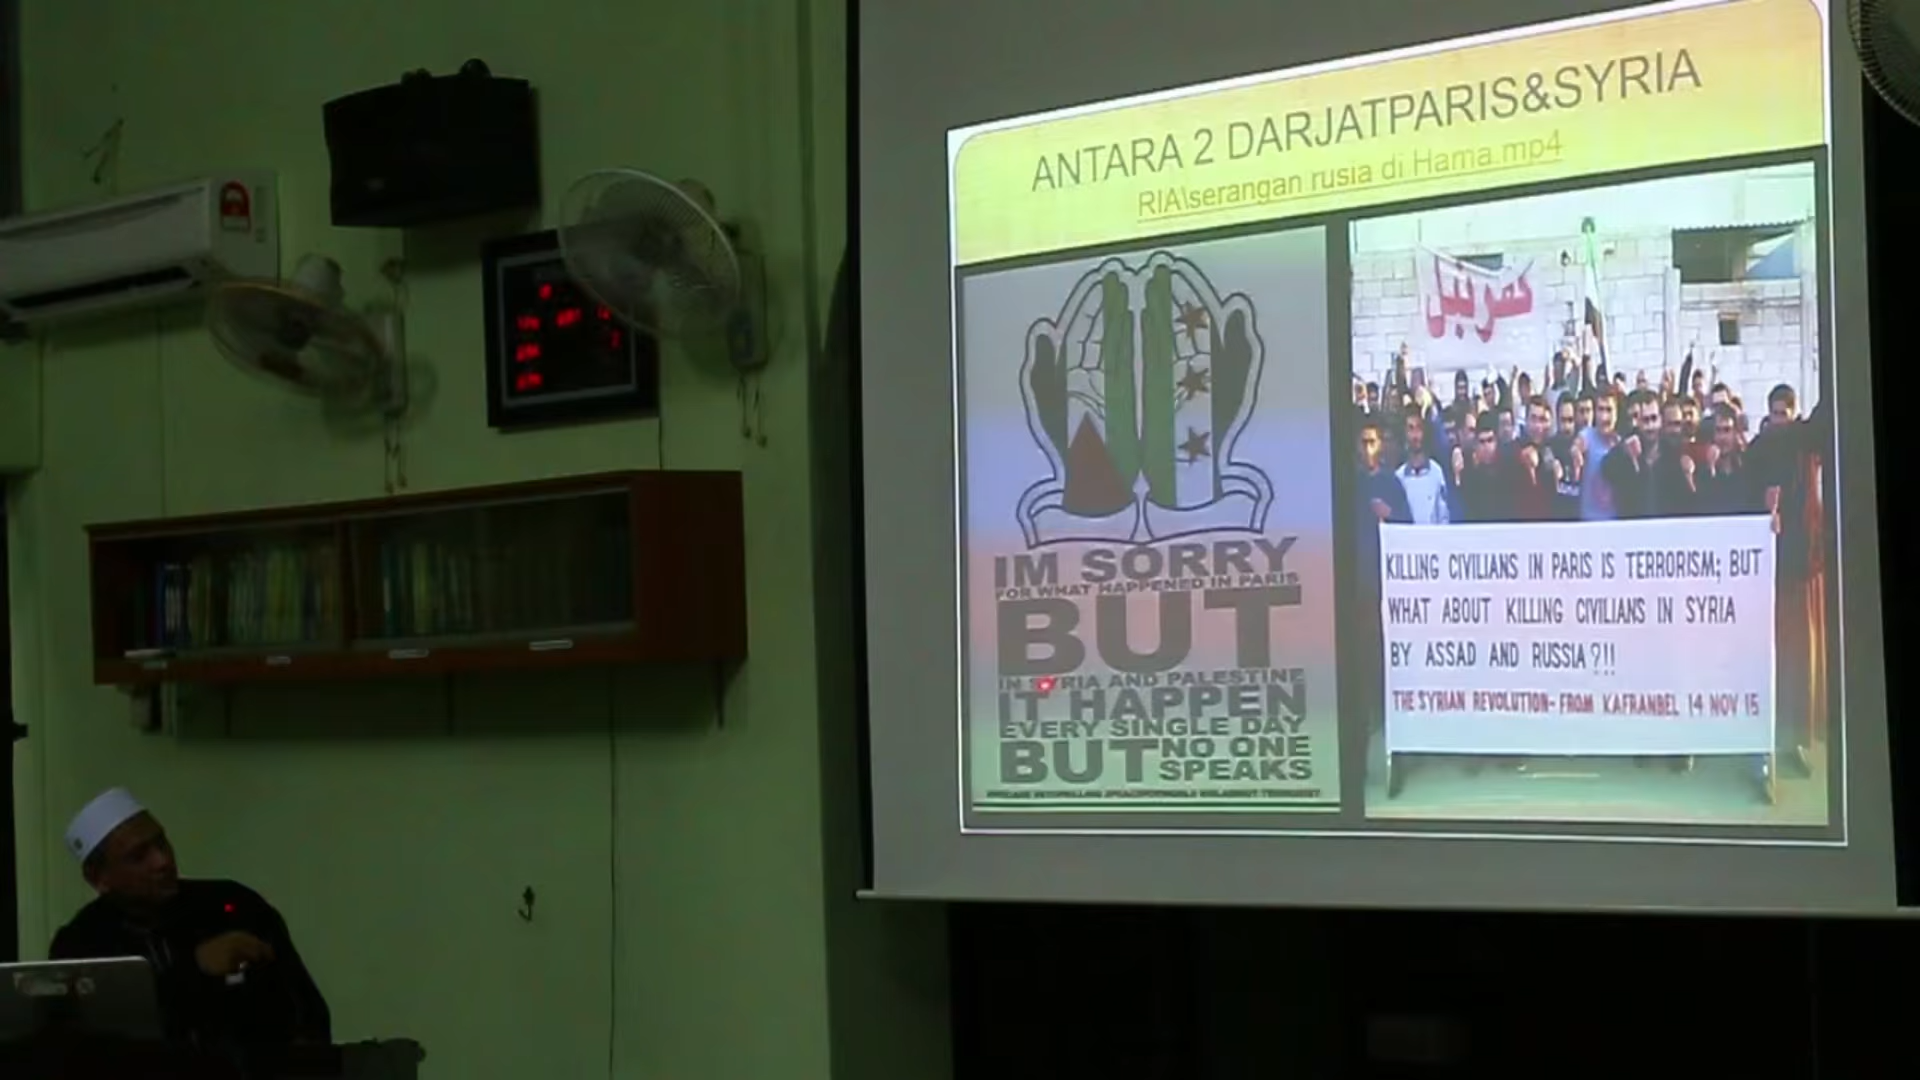 ANTARA 2 DARJATPARIS&SYRIA
RIA\serangan rusia di Hama.mp4
IM SORRY
FOR WHAT HAPPENED IN PARIS
BUT
IN SYRIA AND PALESTINE
IT HAPPEN
EVERY SINGLE DAY
BUT NO ONE
SPEAKS
كفرنبل
KILLING CIVILIANS IN PARIS IS TERRORISM; BUT
WHAT ABOUT KILLING CIVILIANS IN SYRIA
BY ASSAD AND RUSSIA?!!
THE SYRIAN REVOLUTION- FROM KAFRANBEL 14 NOV 15